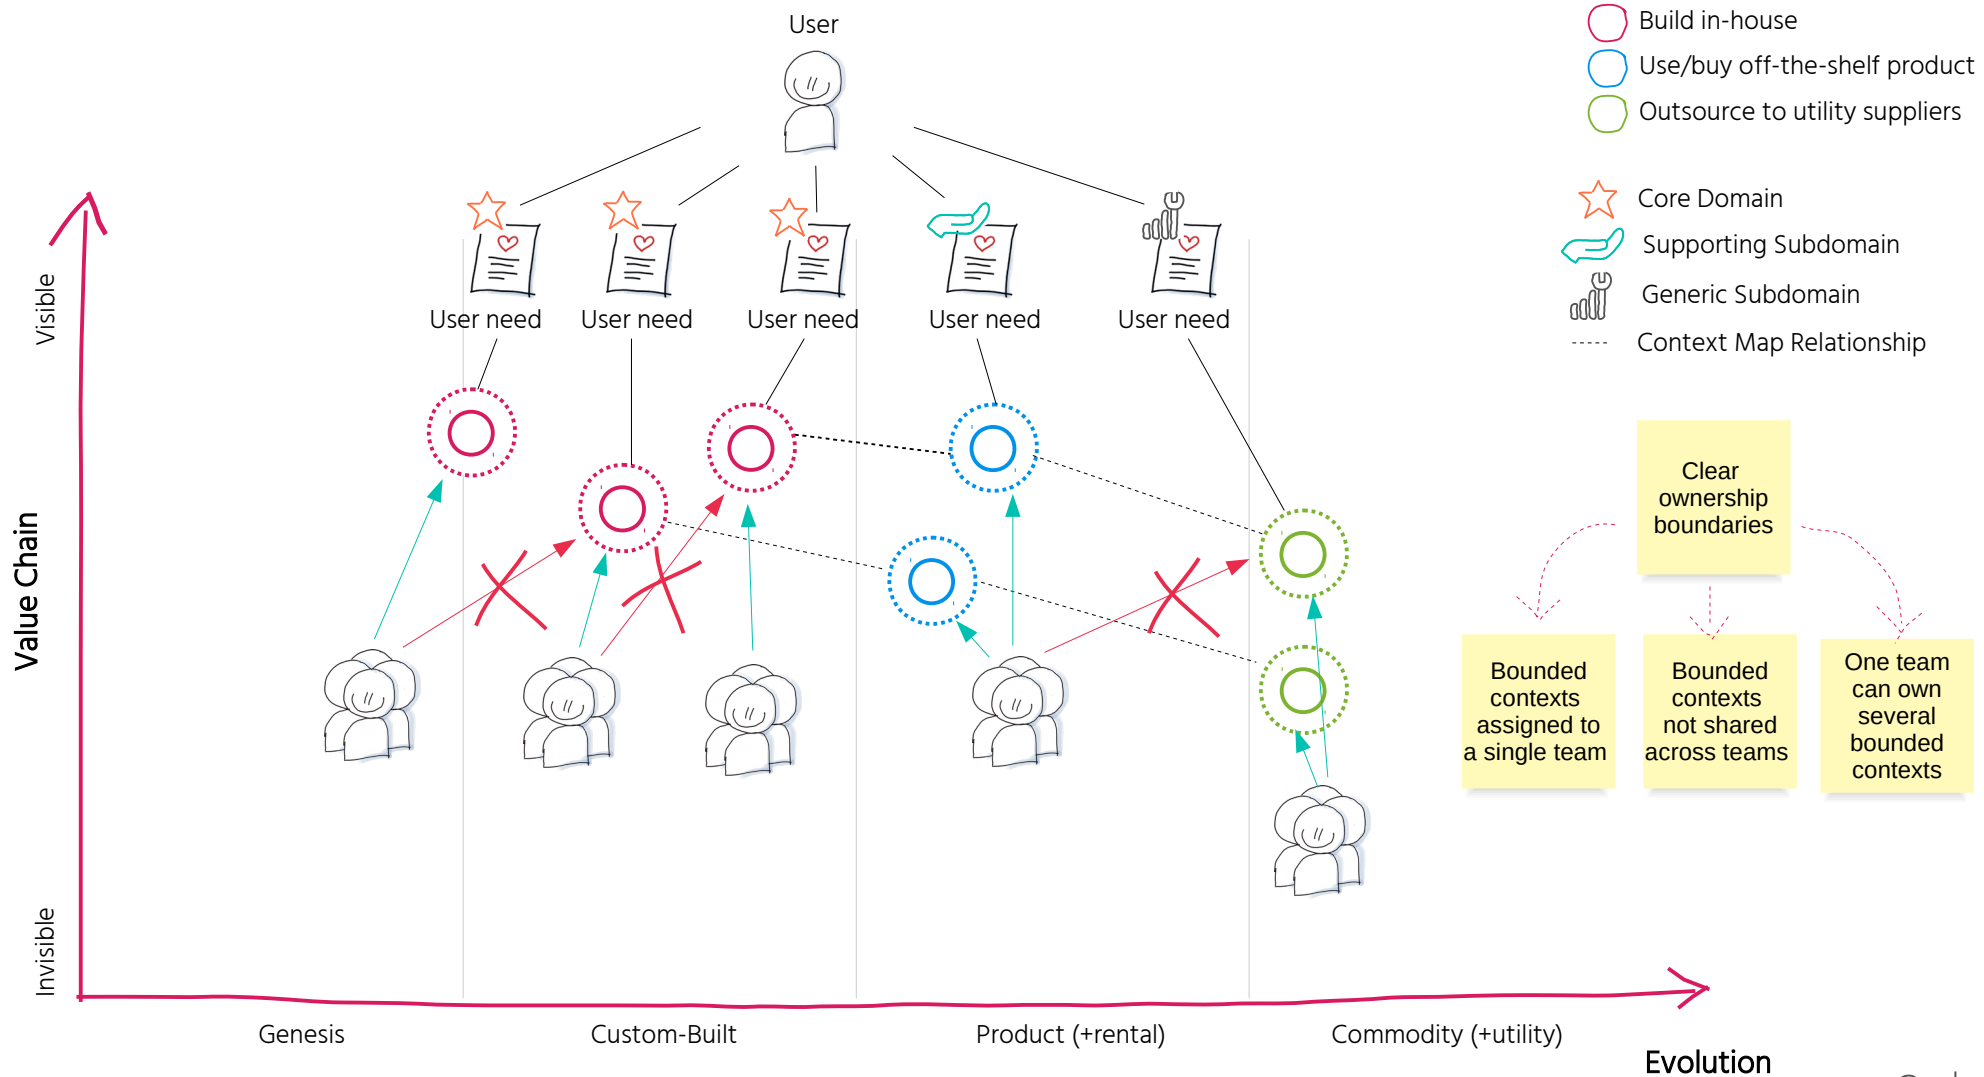 User
Build in-house
Use/buy off-the-shelf product
Outsource to utility suppliers
Core Domain
Supporting Subdomain
Generic Subdomain
Context Map Relationship
User need
User need
User need
User need
User need
Visible
Value Chain
Invisible
Clear
ownership
boundaries
Bounded
contexts
assigned to
a single team
Bounded
contexts
not shared
across teams
One team
can own
several
bounded
contexts
Genesis
Custom-Built
Product (+rental)
Commodity (+utility)
Evolution